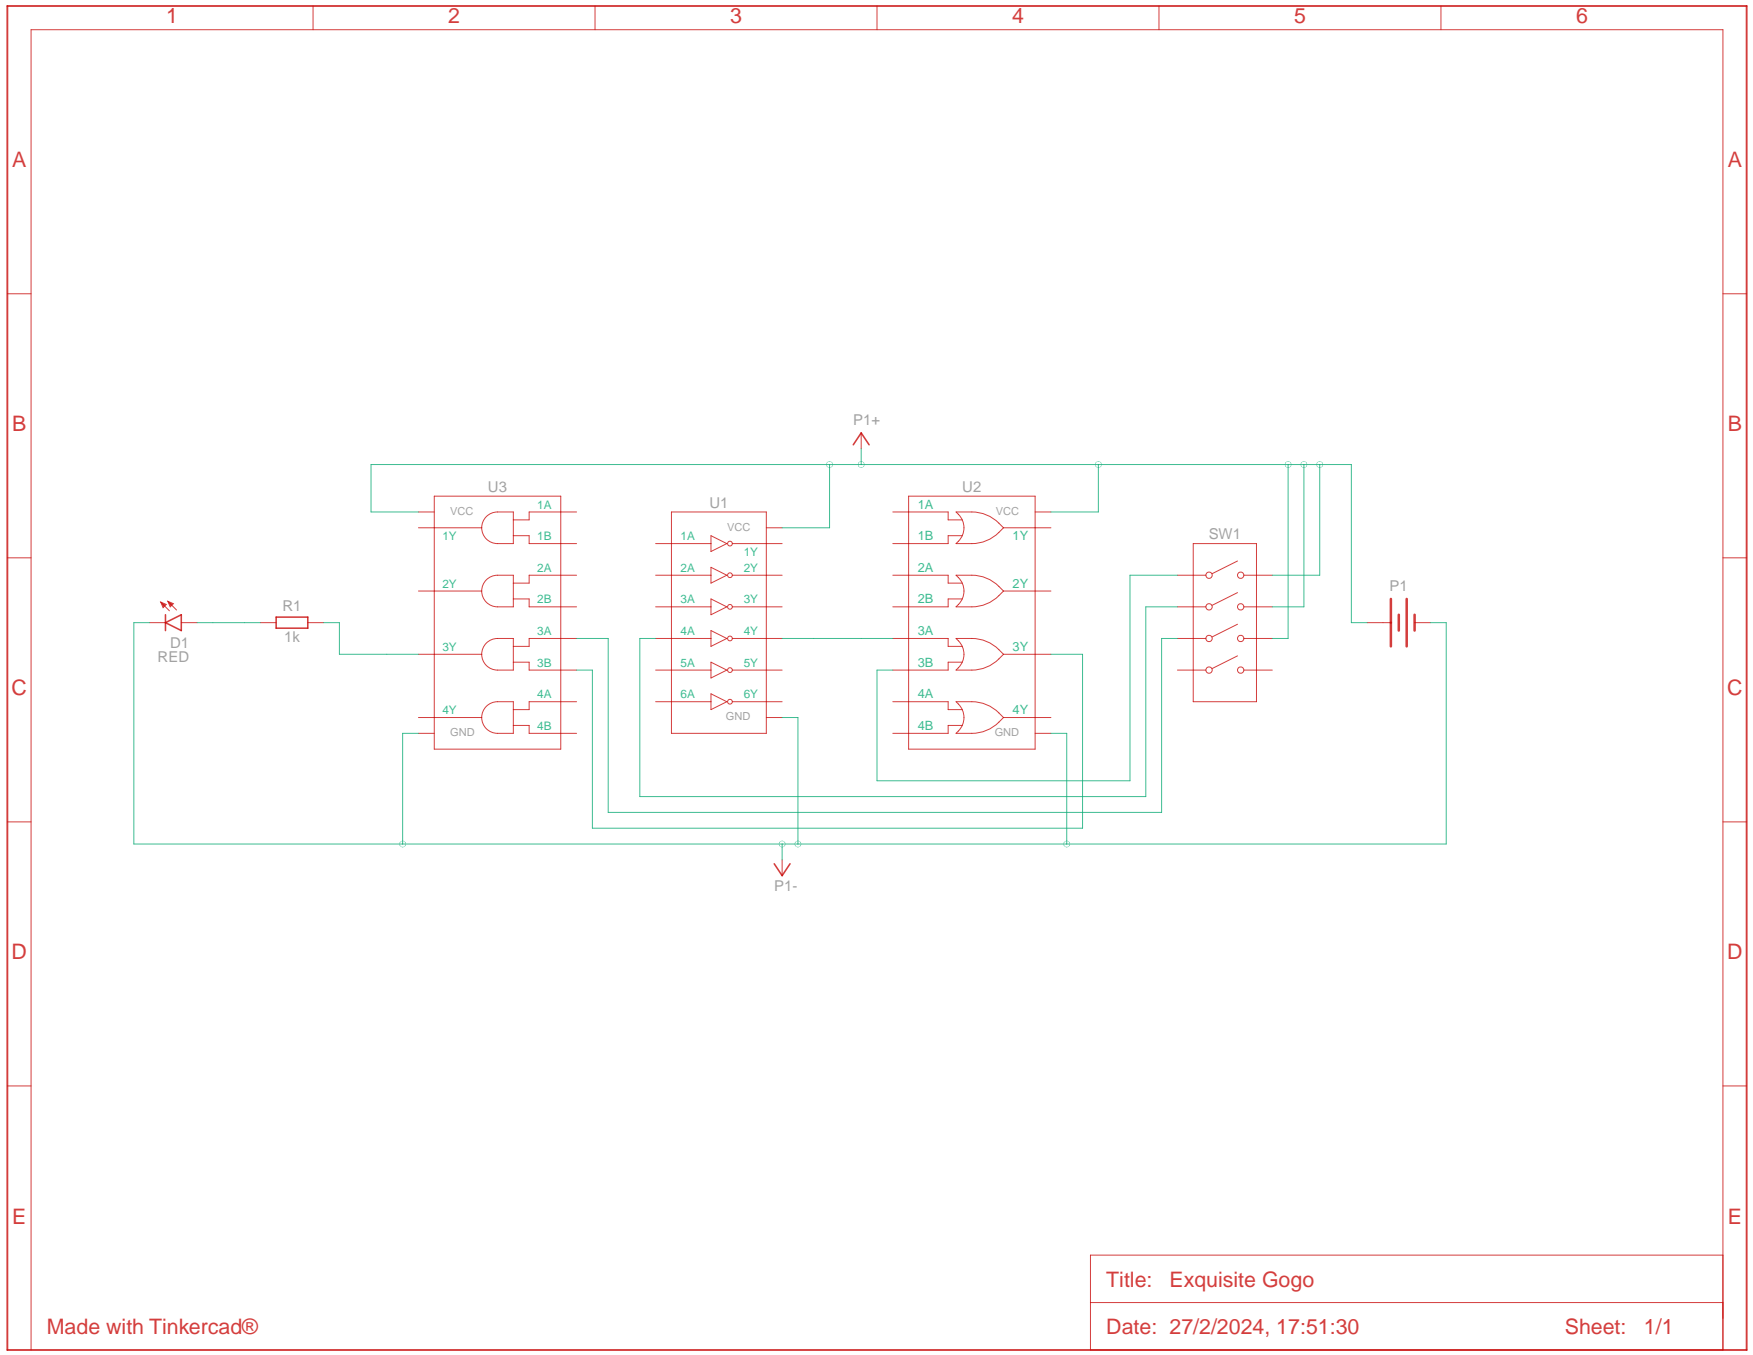 1 2 3 4 5 6
A A
B B
P1+
U3 U1 U2
VCC 1A 1B 1Y
2A 2B 2Y
3A 3B 3Y
4A 4B 4Y
GND
VCC
1A 1Y
2A 2Y
3A 3Y
4A 4Y
5A 5Y
6A 6Y
GND
1A VCC
1B 1Y
2A 2Y
2B
3A 3Y
3B
4A 4Y
4B GND
SW1
P1
R1
1k
D1
RED
C C
P1-
D D
E E
Title: Exquisite Gogo
Made with Tinkercad®
Date: 27/2/2024, 17:51:30 Sheet: 1/1